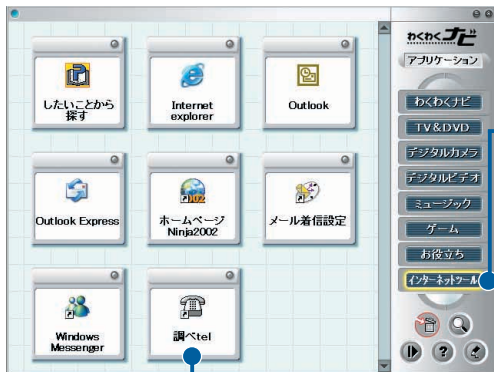 したいことから
探す
Internet
explorer
Outlook
Outlook Express
ホームページ
Ninja2002
メール着信設定
Windows
Messenger
調べtel
わくわくナビ
アプリケーション
わくわくナビ
TV&DVD
デジタルカメラ
デジタルビデオ
ミュージック
ゲーム
お役立ち
インターネットツール